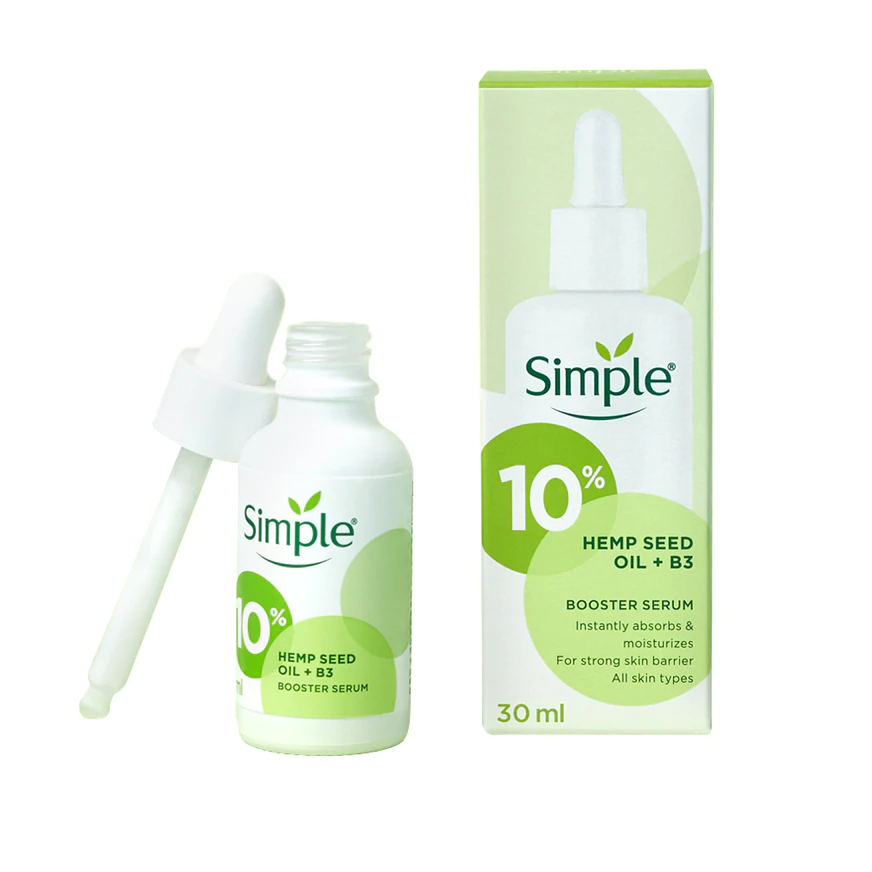 Simple®
10%
HEMP SEED
OIL + B3
BOOSTER SERUM
ml
Simple®
10%
HEMP SEED
OIL + B3
BOOSTER SERUM
Instantly absorbs &
moisturizes
For strong skin barrier
All skin types
30 ml